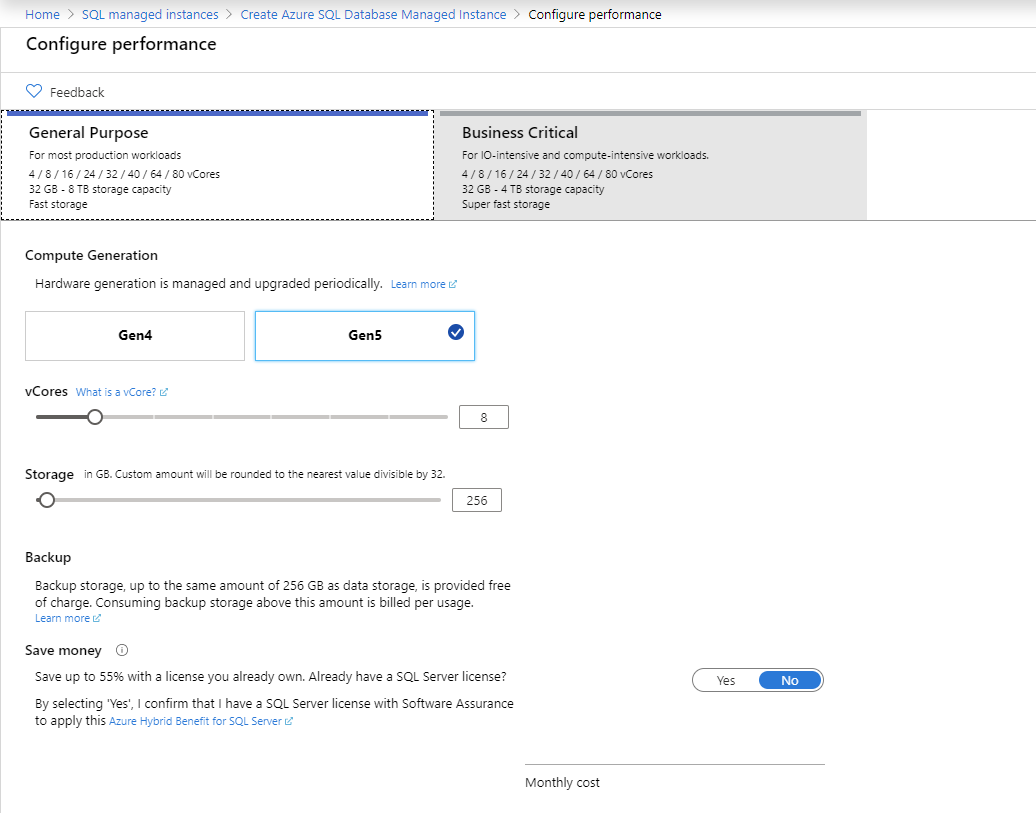 Home > SQL managed instances > Create Azure SQL Database Managed Instance > Configure performance
Configure performance
Feedback
General Purpose
For most production workloads
4 / 8 / 16 / 24 / 32 / 40 / 64 / 80 vCores
32 GB - 8 TB storage capacity
Fast storage
Business Critical
For IO-intensive and compute-intensive workloads.
4 / 8 / 16 / 24 / 32 / 40 / 64 / 80 vCores
32 GB - 4 TB storage capacity
Super fast storage
Compute Generation
Hardware generation is managed and upgraded periodically. Learn more
Gen4
Gen5
vCores What is a vCore?
8
Storage in GB. Custom amount will be rounded to the nearest value divisible by 32.
256
Backup
Backup storage, up to the same amount of 256 GB as data storage, is provided free
of charge. Consuming backup storage above this amount is billed per usage.
Learn more
Save money
Save up to 55% with a license you already own. Already have a SQL Server license?
Yes No
By selecting 'Yes', I confirm that I have a SQL Server license with Software Assurance
to apply this Azure Hybrid Benefit for SQL Server
Monthly cost